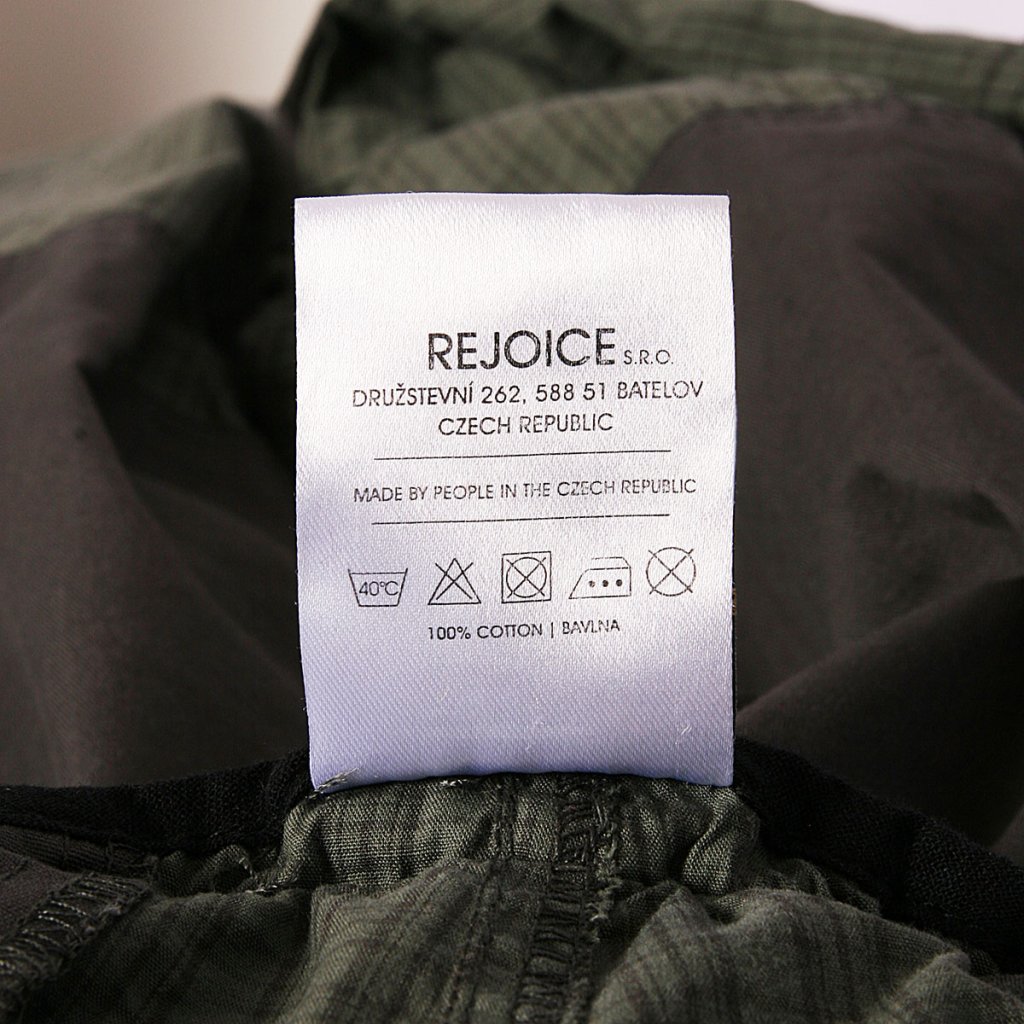 REJOICE S.R.O.
DRUŽSTEVNÍ 262, 588 51 BATELOV
CZECH REPUBLIC
MADE BY PEOPLE IN THE CZECH REPUBLIC
40°C
100% COTTON | BAVLNA